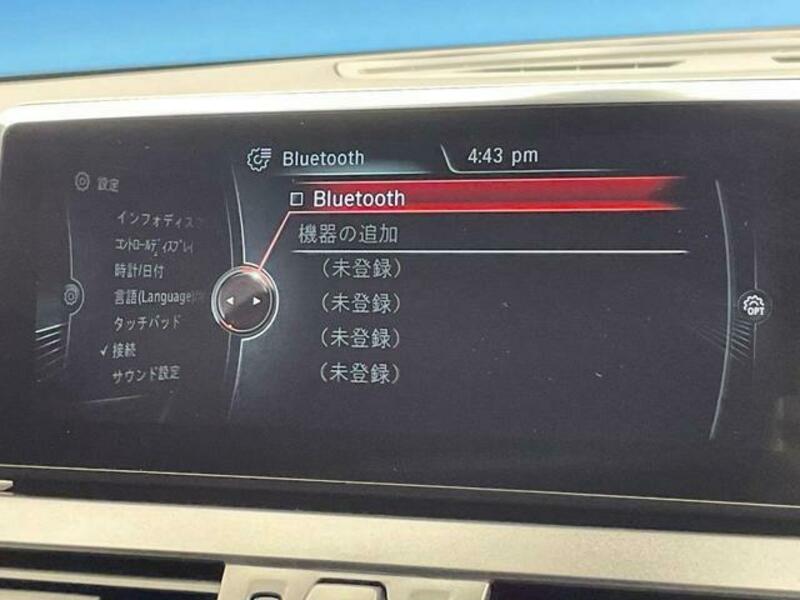 Bluetooth
4:43 pm
設定
インフォディス
コントロールディスプレイ
時計/日付
言語(Language)
タッチパッド
接続
サウンド設定
Bluetooth
機器の追加
(未登録)
(未登録)
(未登録)
(未登録)
OPT